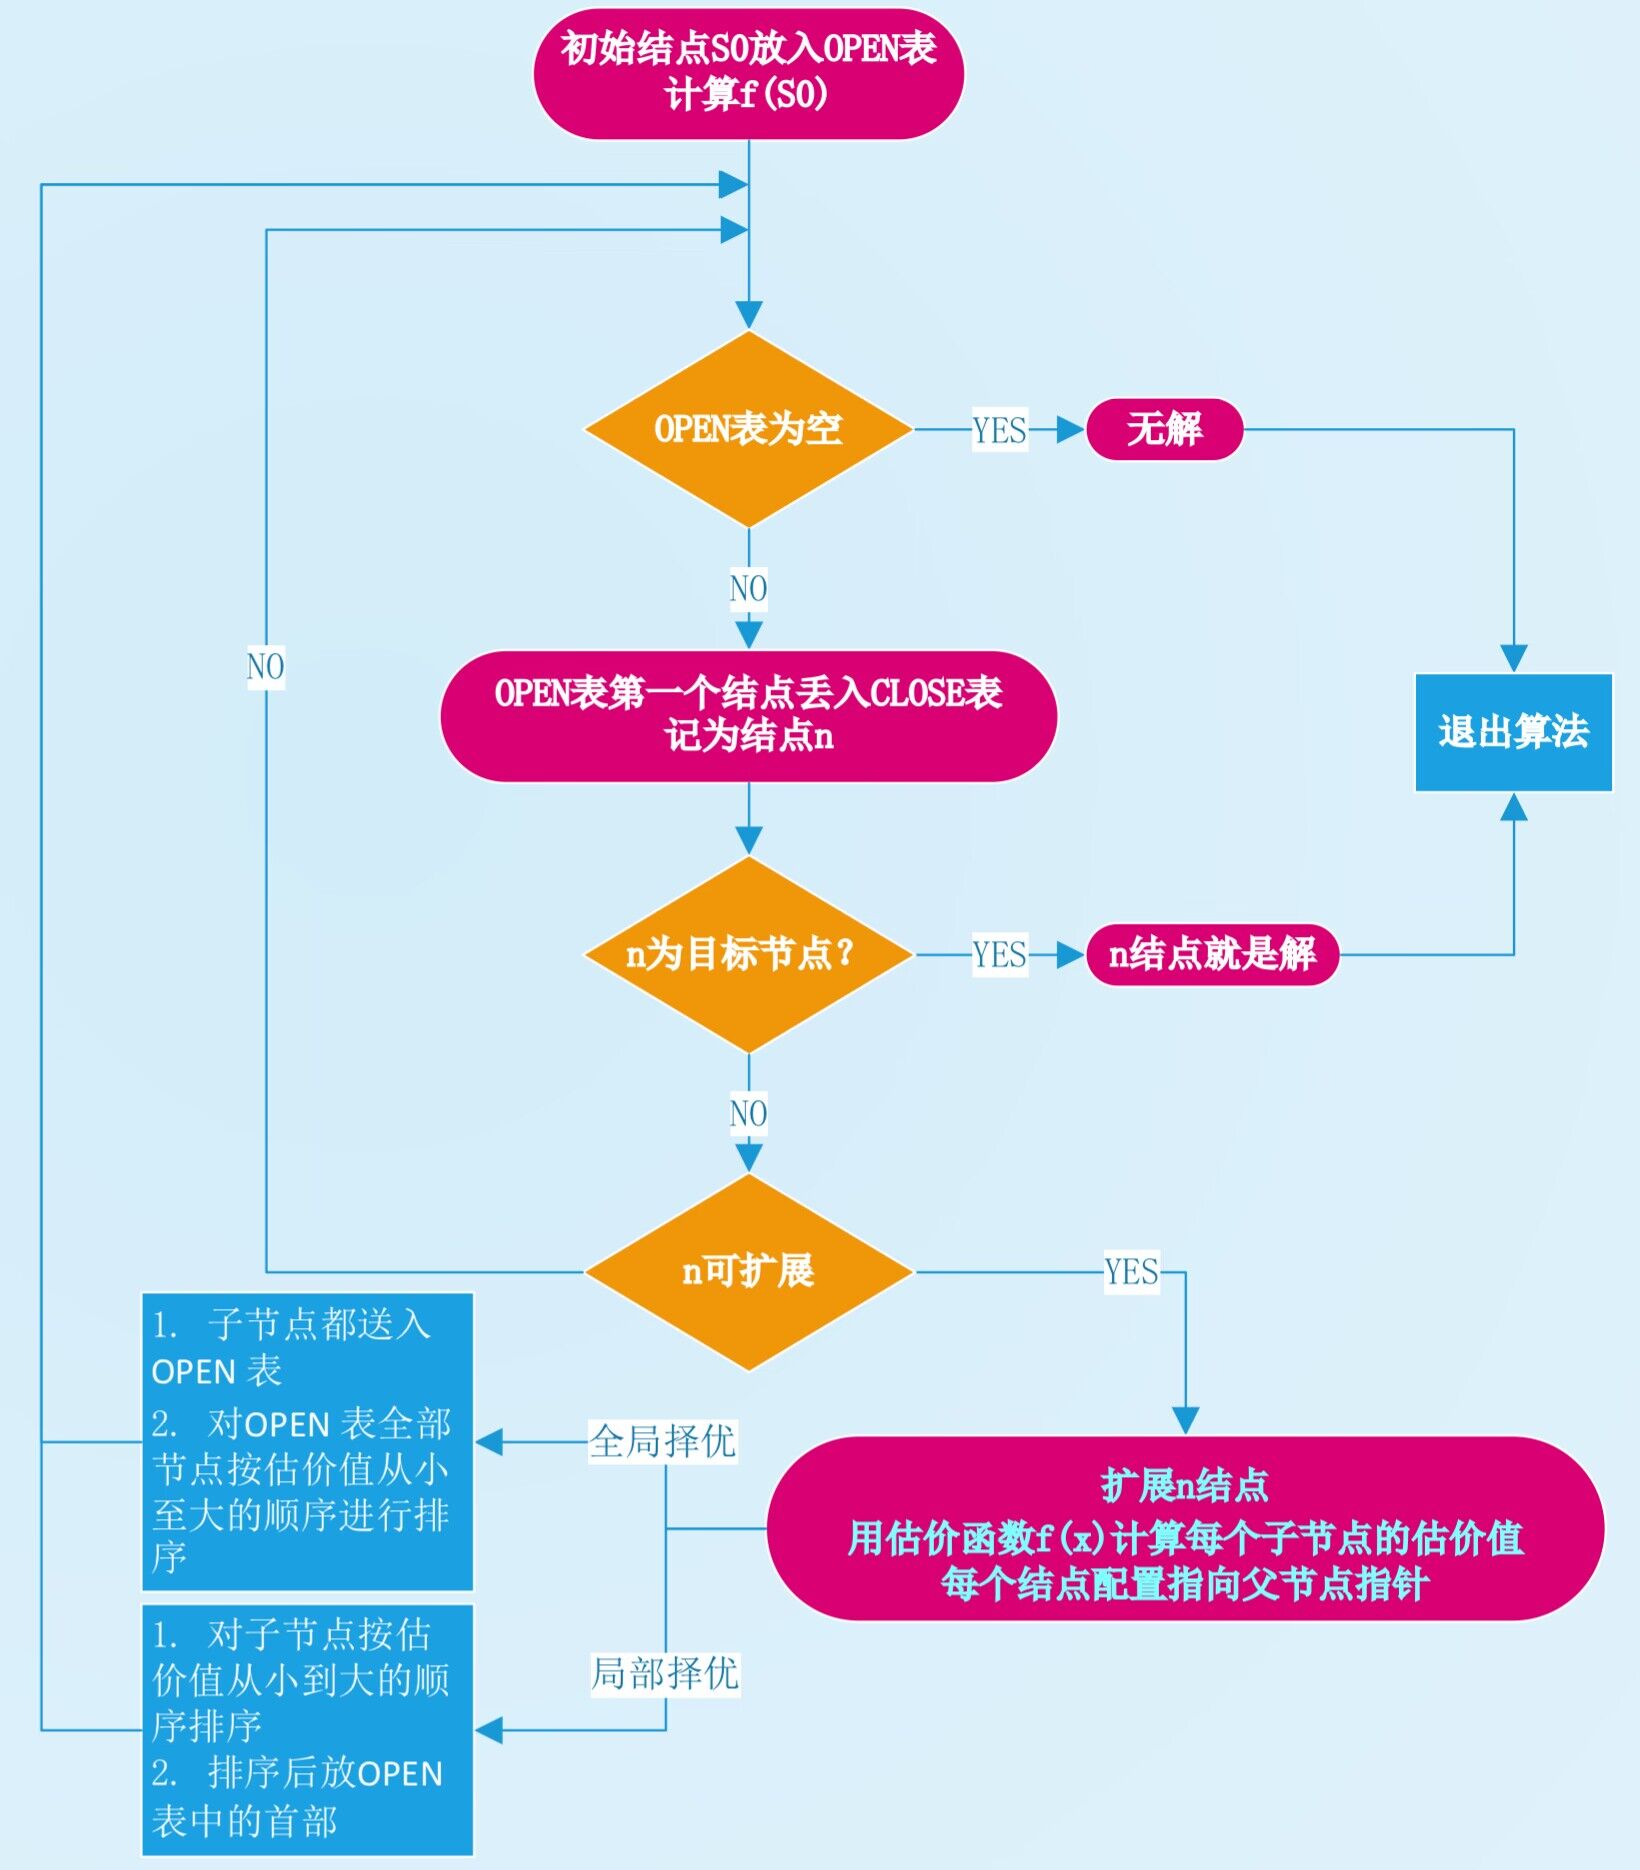 初始结点S0放入OPEN表
计算f(S0)
OPEN表为空
YES
无解
NO
NO
OPEN表第一个结点丢入CLOSE表
记为结点n
退出算法
n为目标节点？
YES
n结点就是解
NO
n可扩展
YES
1. 子节点都送入
OPEN 表
2. 对OPEN 表全部
节点按估价值从小
至大的顺序进行排
序
全局择优
扩展n结点
用估价函数f(x)计算每个子节点的估价值
每个结点配置指向父节点指针
局部择优
1. 对子节点按估
价值从小到大的顺
序排序
2. 排序后放OPEN
表中的首部